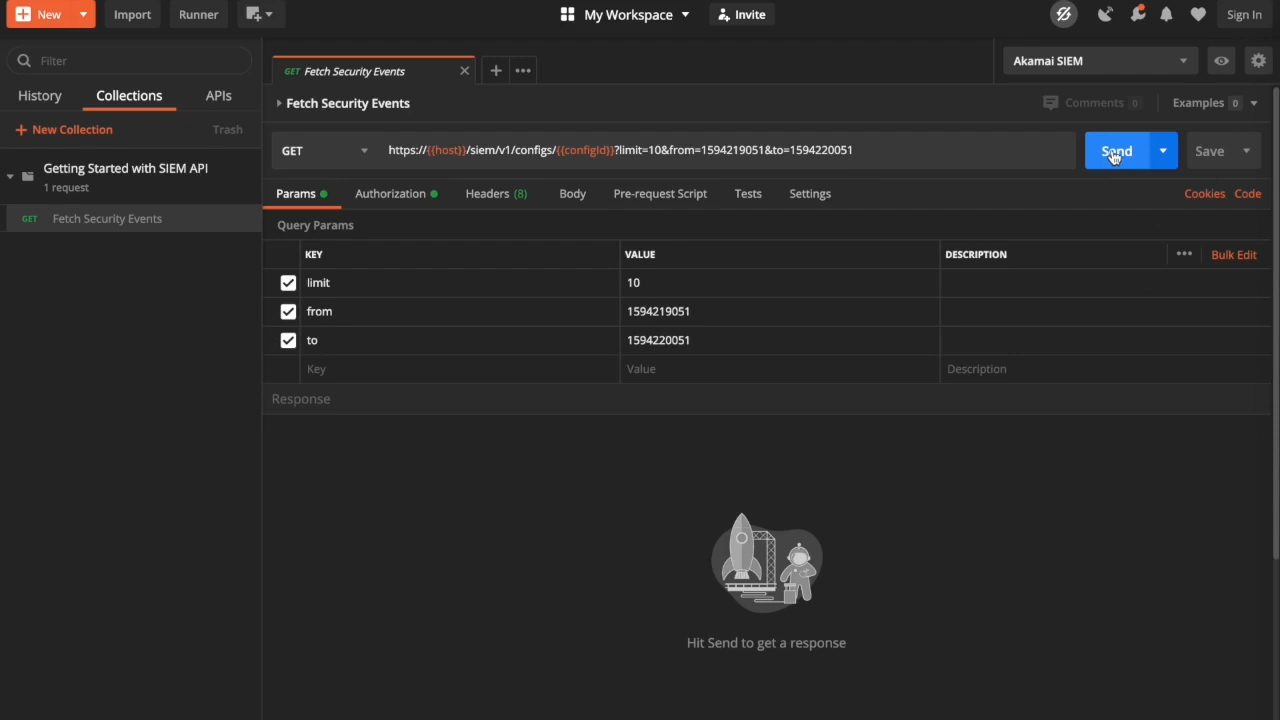 New Import Runner My Workspace Invite Sign In
Filter
GET Fetch Security Events
Akamai SIEM
History Collections APIs
Fetch Security Events
Comments 0 Examples 0
+ New Collection Trash
GET https://{{host}}/siem/v1/configs/{{configId}}?limit=10&from=1594219051&to=1594220051 Send Save
Getting Started with SIEM API
1 request
Params Authorization Headers (8) Body Pre-request Script Tests Settings Cookies Code
GET Fetch Security Events
Query Params
KEY VALUE DESCRIPTION Bulk Edit
limit 10
from 1594219051
to 1594220051
Key Value Description
Response
Hit Send to get a response